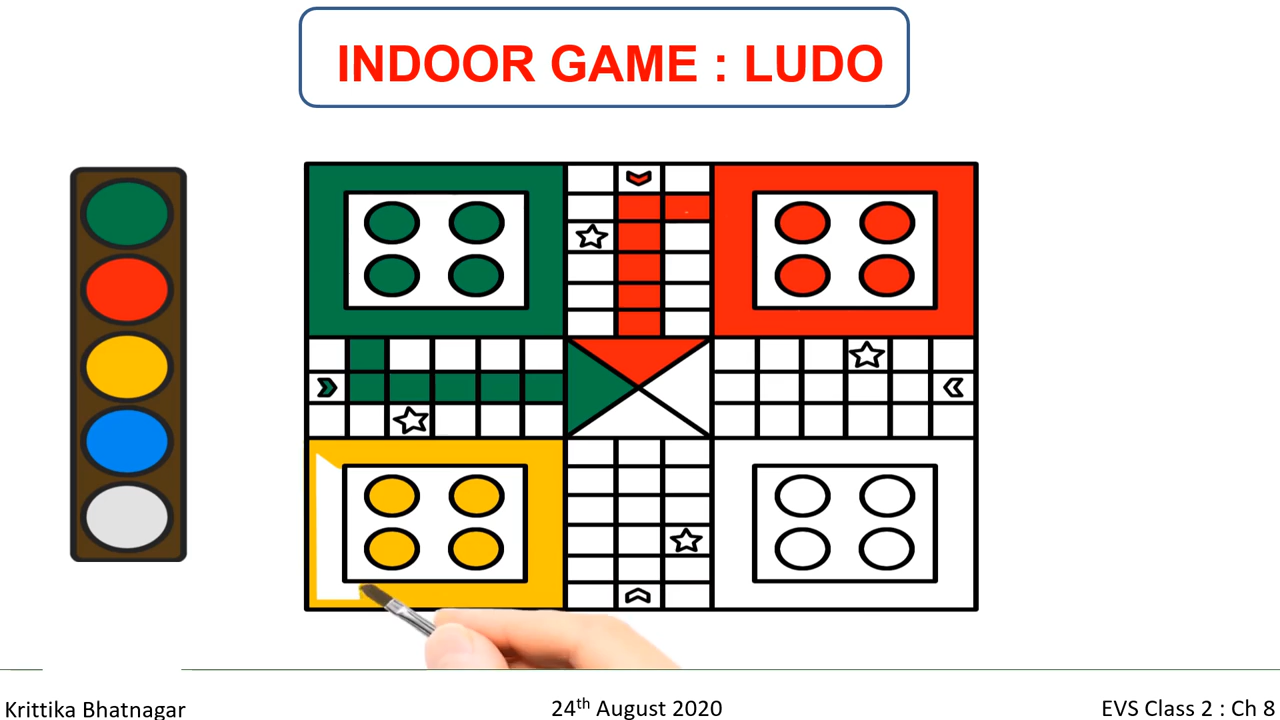 INDOOR GAME : LUDO
Krittika Bhatnagar
24th August 2020
EVS Class 2 : Ch 8